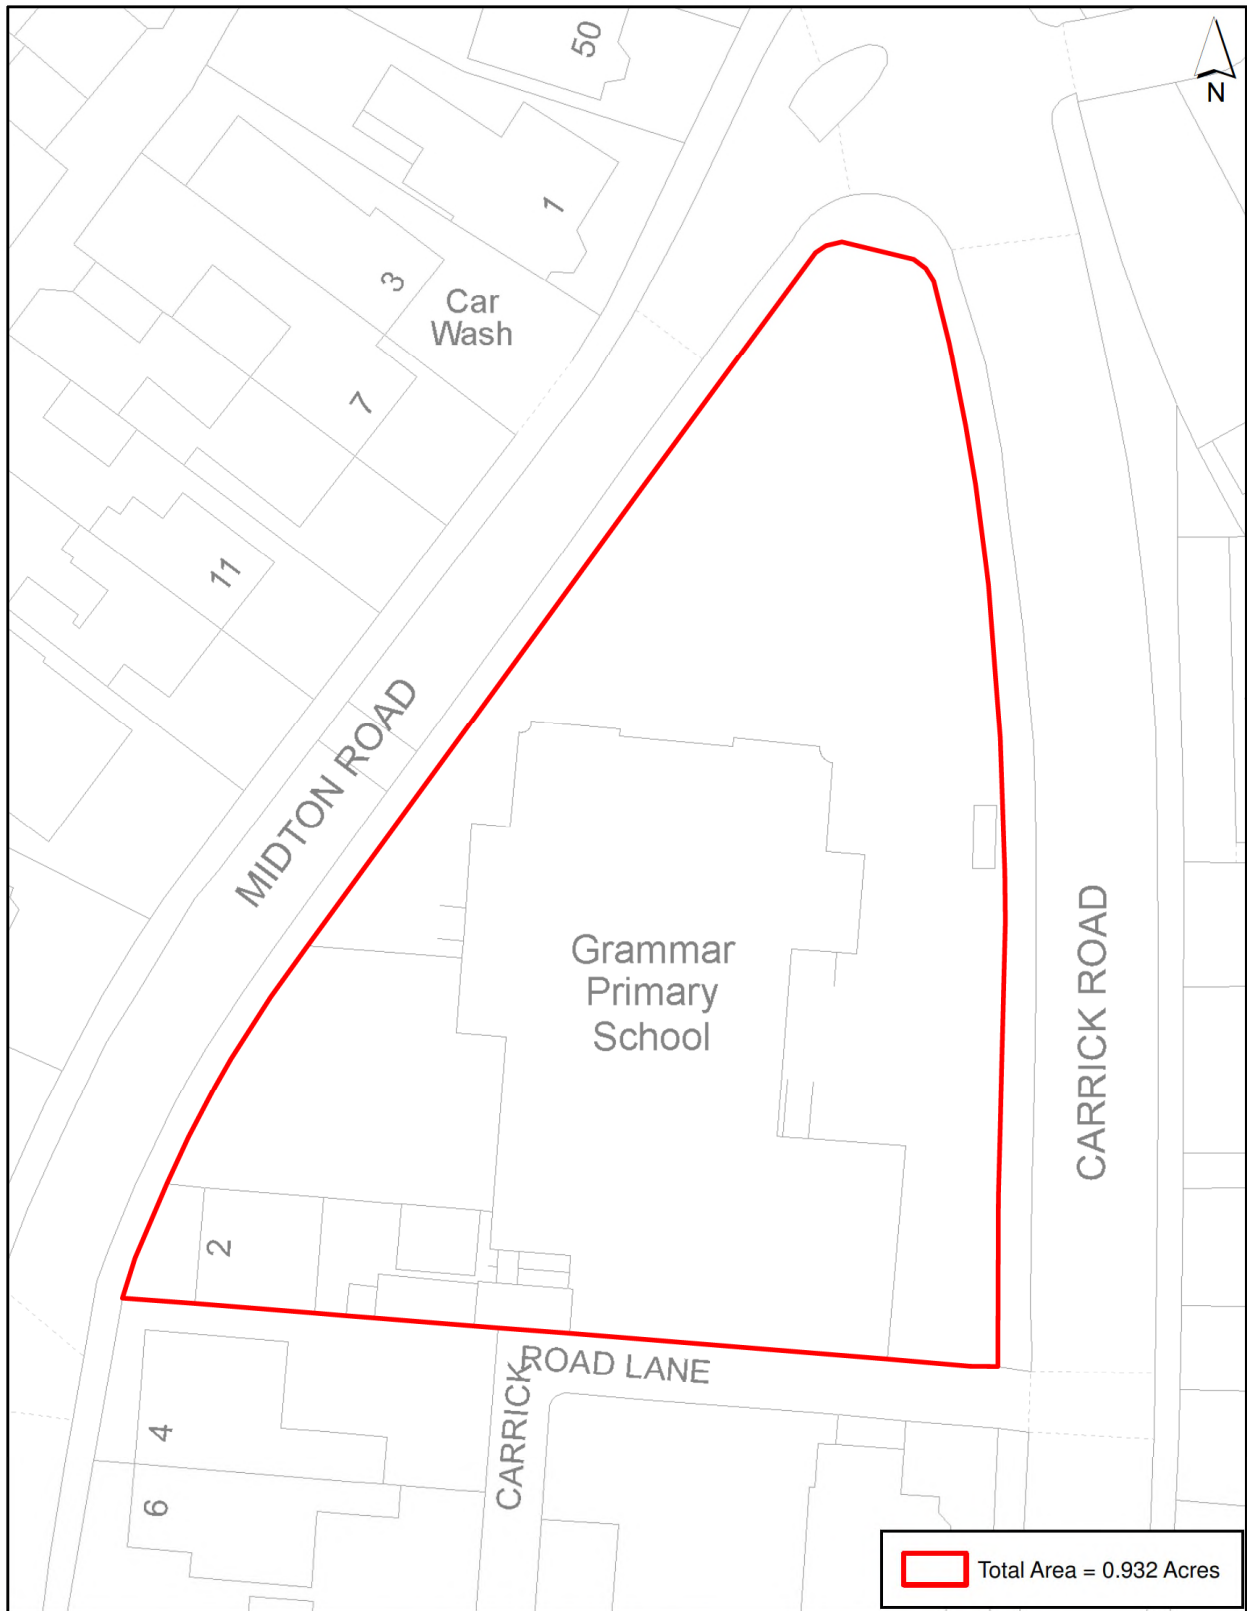 50
N
1
3
Car
Wash
7
11
MIDTON ROAD
Grammar
Primary
School
CARRICK ROAD
2
CARRICK
ROAD LANE
4
6
Total Area = 0.932 Acres